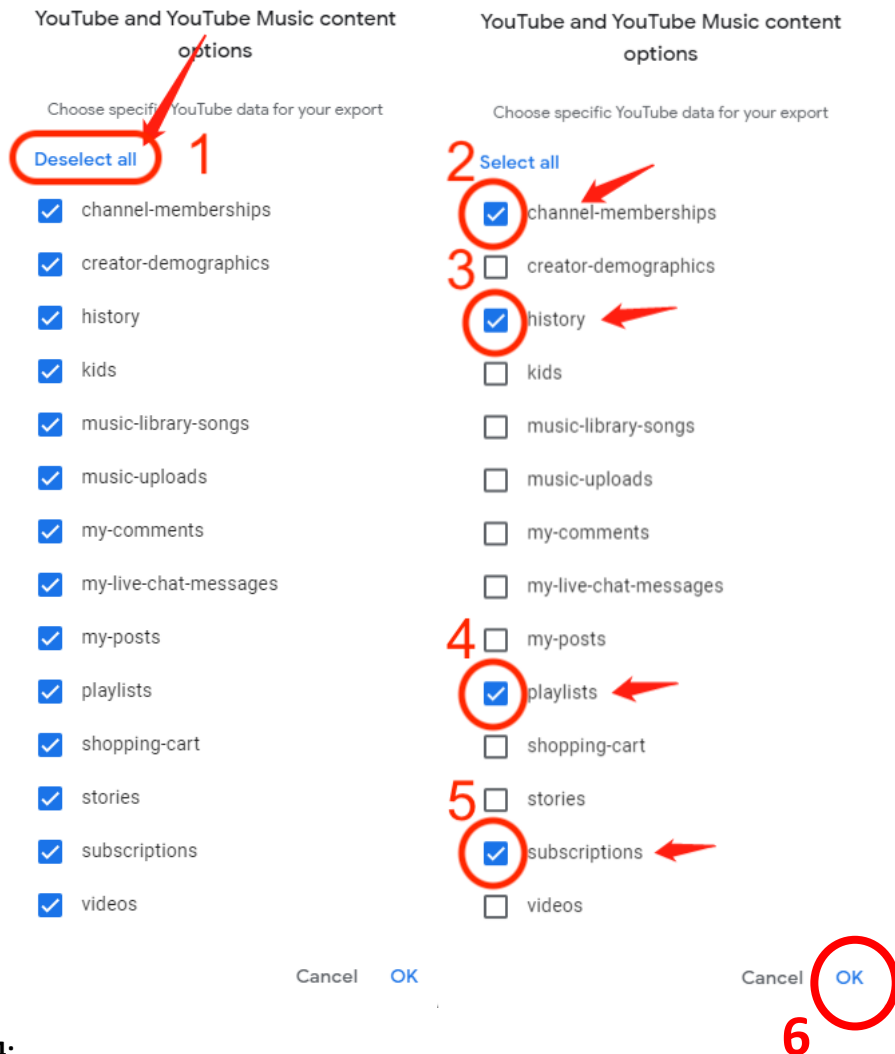 YouTube and YouTube Music content
options
Choose specific YouTube data for your export
Deselect all
1
channel-memberships
creator-demographics
history
kids
music-library-songs
music-uploads
my-comments
my-live-chat-messages
my-posts
playlists
shopping-cart
stories
subscriptions
videos
Cancel OK
YouTube and YouTube Music content
options
Choose specific YouTube data for your export
2 Select all
channel-memberships
3 creator-demographics
history
kids
music-library-songs
music-uploads
my-comments
my-live-chat-messages
4 my-posts
playlists
shopping-cart
5 stories
subscriptions
videos
Cancel OK
6